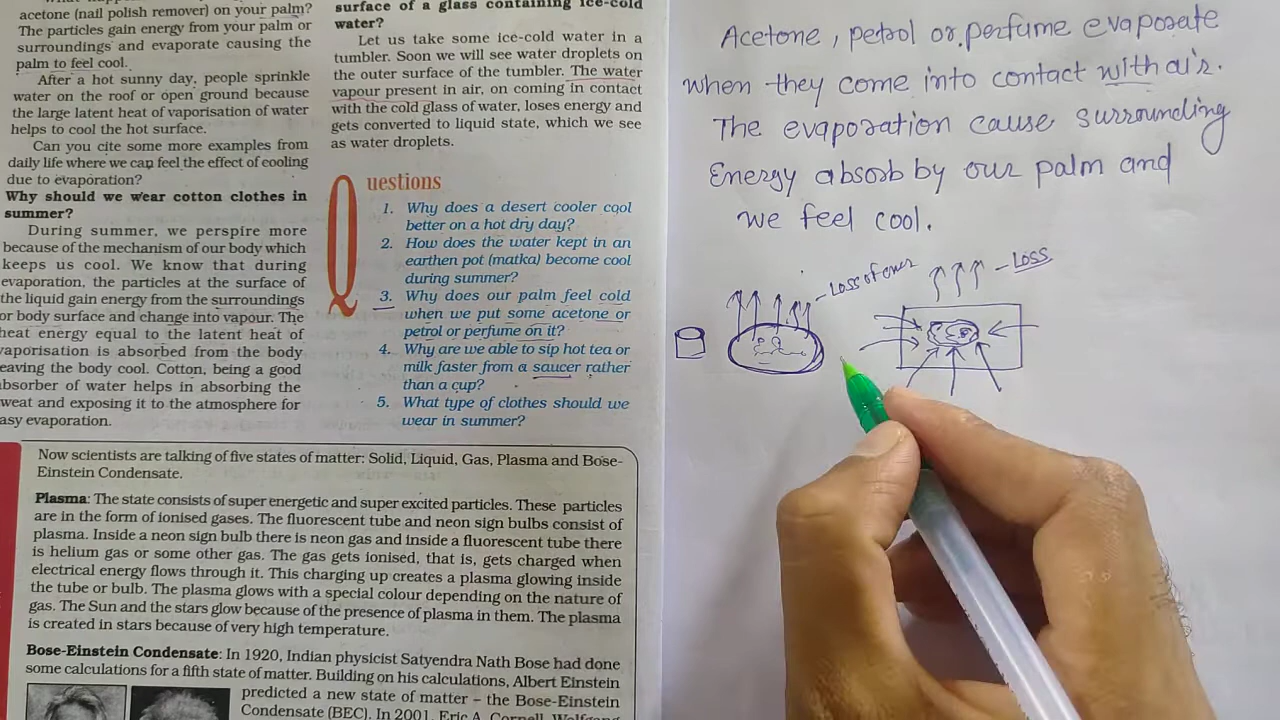 acetone (nail polish remover) on your palm?
The particles gain energy from your palm or
surroundings and evaporate causing the
palm to feel cool.
After a hot sunny day, people sprinkle
water on the roof or open ground because
the large latent heat of vaporisation of water
helps to cool the hot surface.
Can you cite some more examples from
daily life where we can feel the effect of cooling
due to evaporation?
Why should we wear cotton clothes in
summer?
During summer, we perspire more
because of the mechanism of our body which
keeps us cool. We know that during
evaporation, the particles at the surface of
the liquid gain energy from the surroundings
or body surface and change into vapour. The
heat energy equal to the latent heat of
vaporisation is absorbed from the body
leaving the body cool. Cotton, being a good
absorber of water helps in absorbing the
sweat and exposing it to the atmosphere for
easy evaporation.
surface of a glass containing ice-cold
water?
Let us take some ice-cold water in a
tumbler. Soon we will see water droplets on
the outer surface of the tumbler. The water
vapour present in air, on coming in contact
with the cold glass of water, loses energy and
gets converted to liquid state, which we see
as water droplets.
Questions
1. Why does a desert cooler cool
better on a hot dry day?
2. How does the water kept in an
earthen pot (matka) become cool
during summer?
3. Why does our palm feel cold
when we put some acetone or
petrol or perfume on it?
4. Why are we able to sip hot tea or
milk faster from a saucer rather
than a cup?
5. What type of clothes should we
wear in summer?
Now scientists are talking of five states of matter: Solid, Liquid, Gas, Plasma and Bose-
Einstein Condensate.
Plasma: The state consists of super energetic and super excited particles. These particles
are in the form of ionised gases. The fluorescent tube and neon sign bulbs consist of
plasma. Inside a neon sign bulb there is neon gas and inside a fluorescent tube there
is helium gas or some other gas. The gas gets ionised, that is, gets charged when
electrical energy flows through it. This charging up creates a plasma glowing inside
the tube or bulb. The plasma glows with a special colour depending on the nature of
gas. The Sun and the stars glow because of the presence of plasma in them. The plasma
is created in stars because of very high temperature.
Bose-Einstein Condensate: In 1920, Indian physicist Satyendra Nath Bose had done
some calculations for a fifth state of matter. Building on his calculations, Albert Einstein
predicted a new state of matter – the Bose-Einstein
Condensate (BEC). In 2001, Eric A. Cornell, Wolfgang
Acetone, petrol or perfume evaporate
when they come into contact with air.
The evaporation cause surrounding
Energy absorb by our palm and
we feel cool.
Loss of
Loss